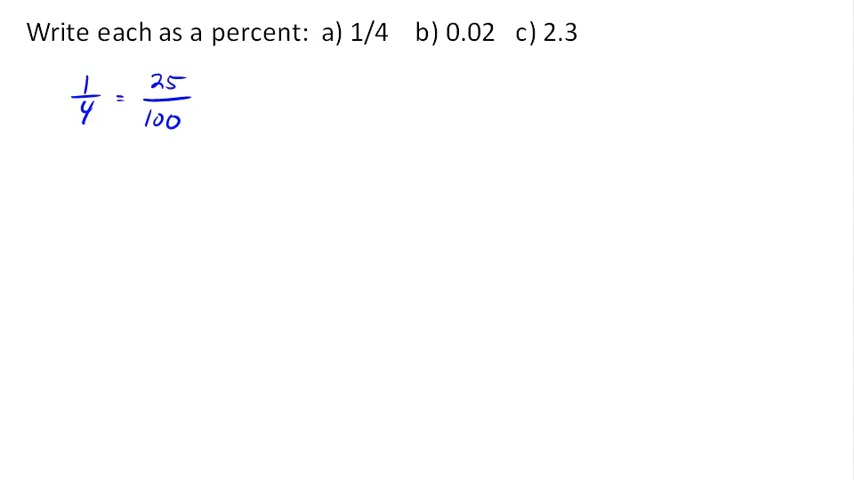 Write each as a percent: a) 1/4 b) 0.02 c) 2.3
1/4 = 25/100